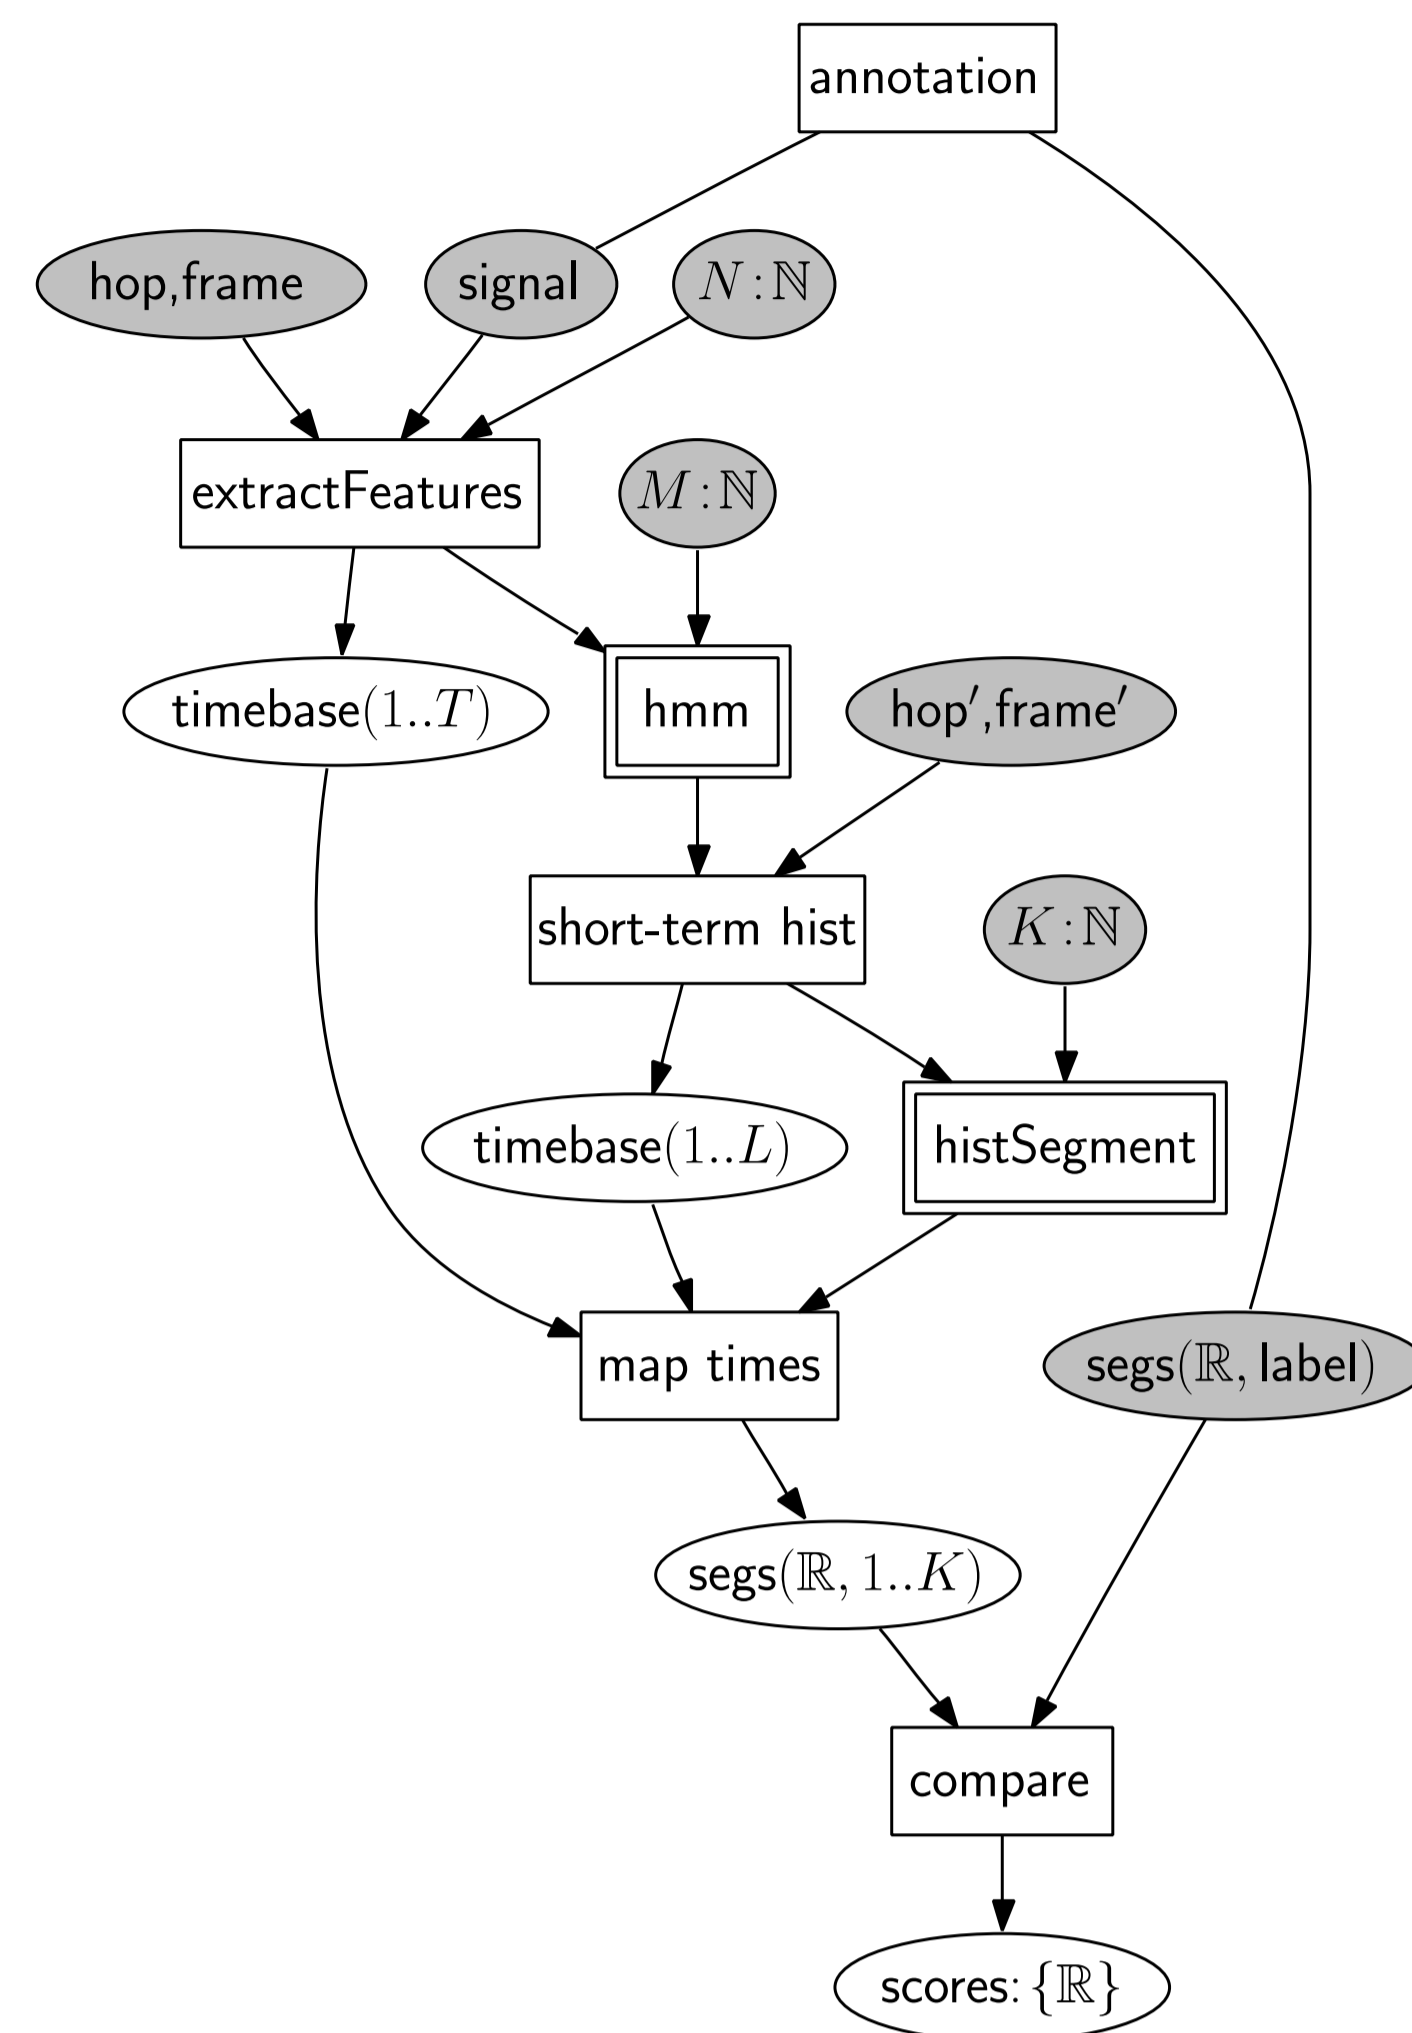 annotation
hop,frame
signal
N : ℕ
extractFeatures
M : ℕ
timebase(1..T)
hmm
hop′,frame′
short-term hist
K : ℕ
timebase(1..L)
histSegment
map times
segs(ℝ, label)
segs(ℝ, 1..K)
compare
scores: {ℝ}